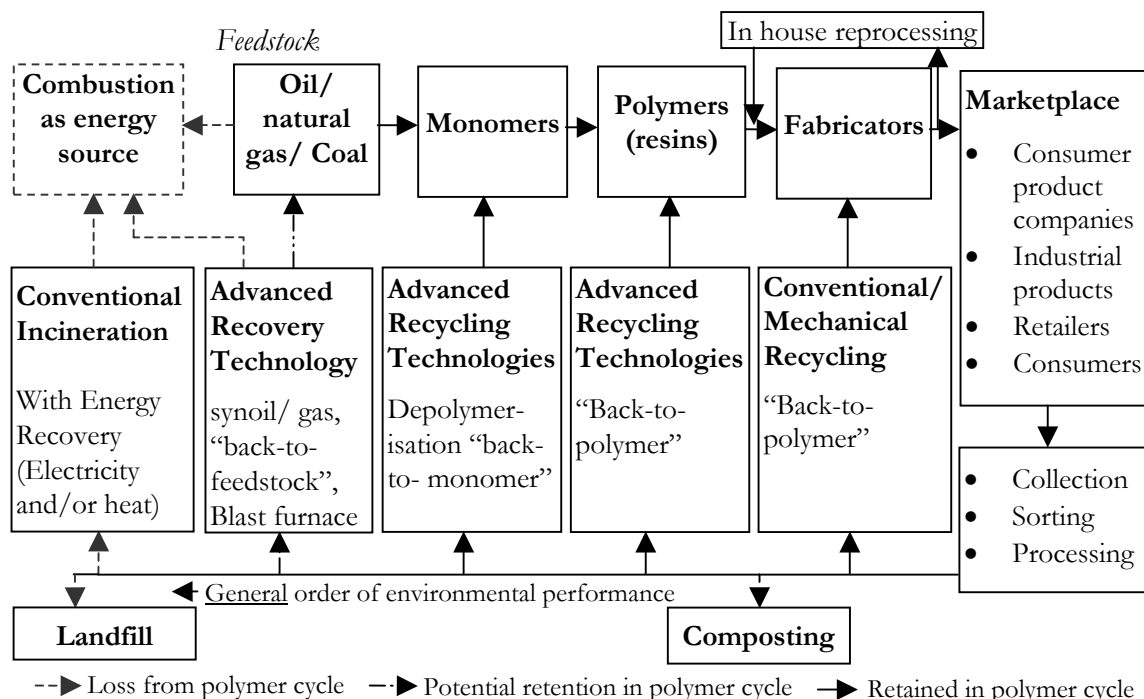 Feedstock
In house reprocessing
Combustion
as energy
source
Oil/
natural
gas/ Coal
Monomers
Polymers
(resins)
Fabricators
Marketplace
• Consumer
product
companies
• Industrial
products
• Retailers
• Consumers
Conventional
Incineration
With Energy
Recovery
(Electricity
and/or heat)
Advanced
Recovery
Technology
synoil/ gas,
“back-to-
feedstock”,
Blast furnace
Advanced
Recycling
Technologies
Depolymer-
isation “back-
to- monomer”
Advanced
Recycling
Technologies
“Back-to-
polymer”
Conventional/
Mechanical
Recycling
“Back-to-
polymer”
• Collection
• Sorting
• Processing
General order of environmental performance
Landfill
Composting
Loss from polymer cycle
Potential retention in polymer cycle
Retained in polymer cycle